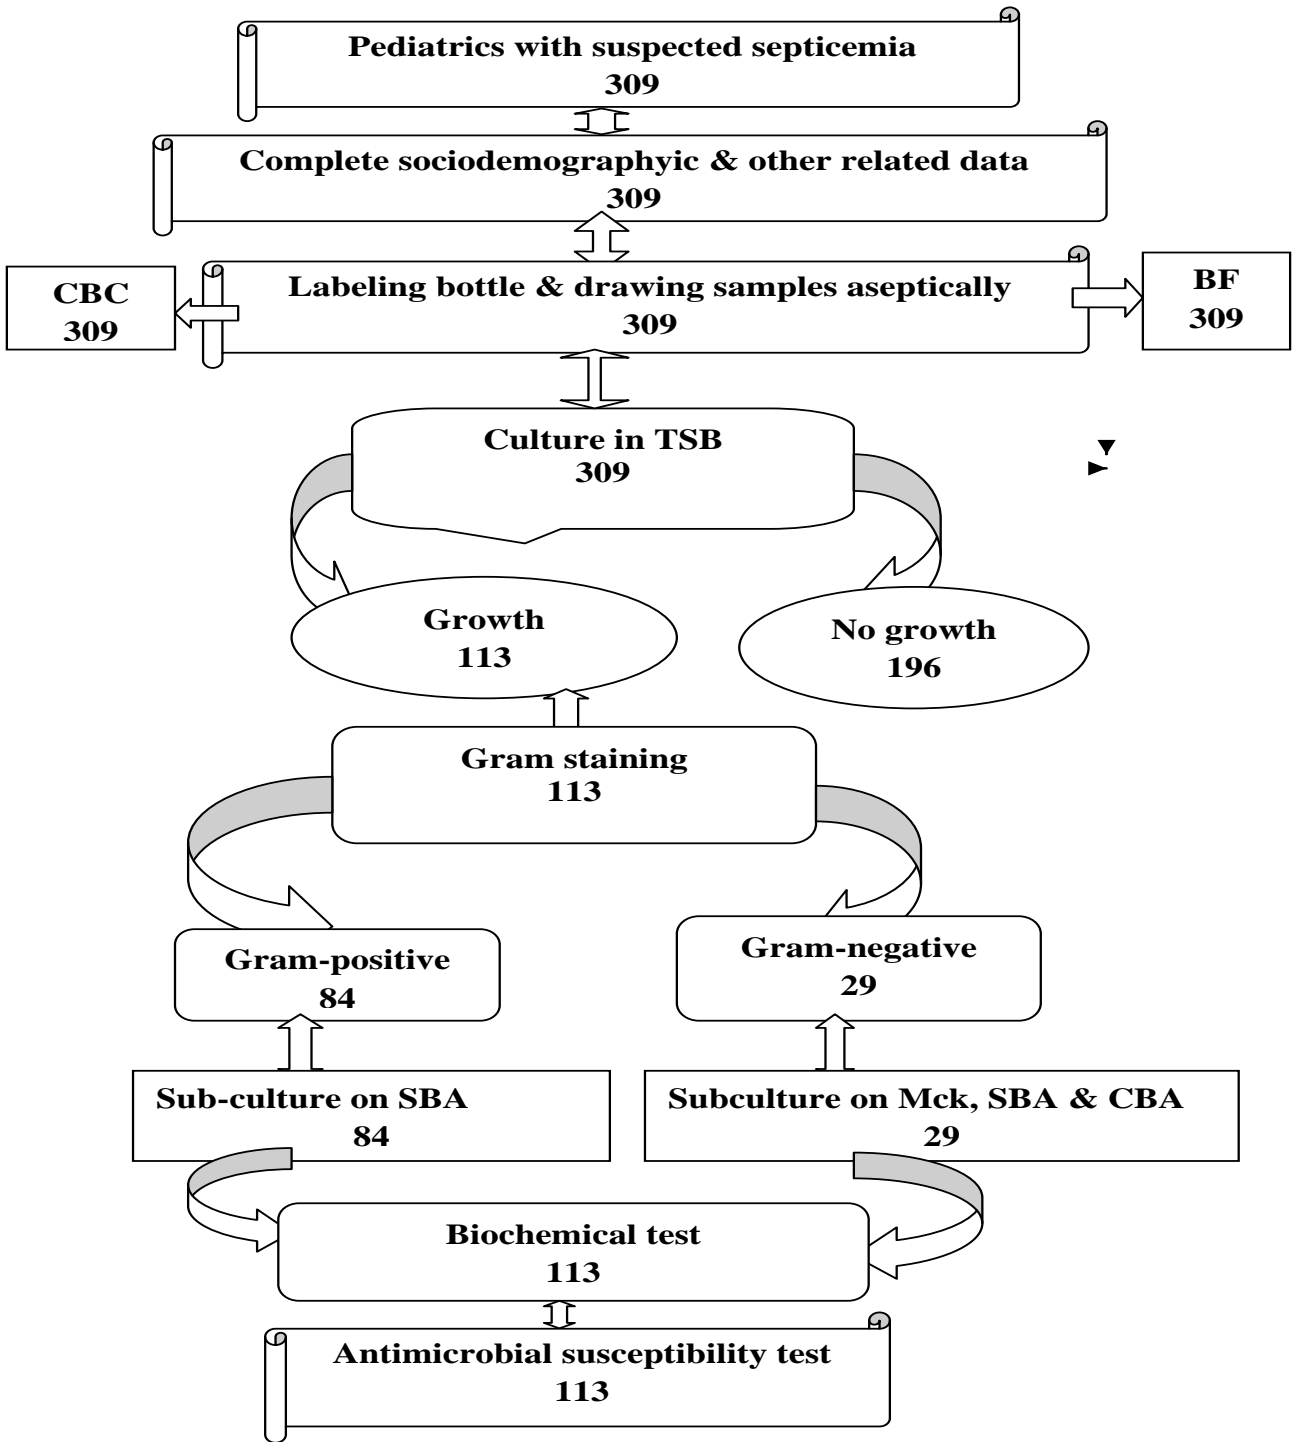 Pediatrics with suspected septicemia
309
Complete sociodemographyic & other related data
309
CBC
309
Labeling bottle & drawing samples aseptically
309
BF
309
Culture in TSB
309
Growth
113
No growth
196
Gram staining
113
Gram-positive
84
Gram-negative
29
Sub-culture on SBA
84
Subculture on Mck, SBA & CBA
29
Biochemical test
113
Antimicrobial susceptibility test
113